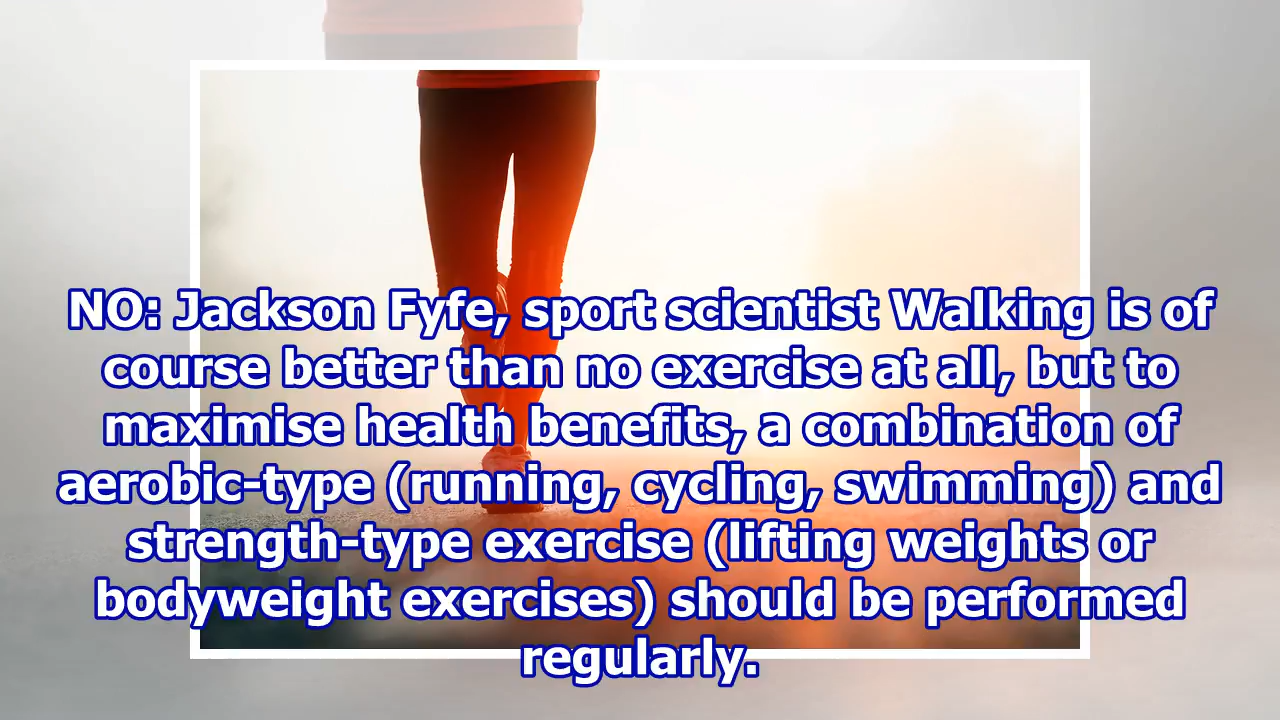 NO: Jackson Fyfe, sport scientist Walking is of
course better than no exercise at all, but to
maximise health benefits, a combination of
aerobic-type (running, cycling, swimming) and
strength-type exercise (lifting weights or
bodyweight exercises) should be performed
regularly.